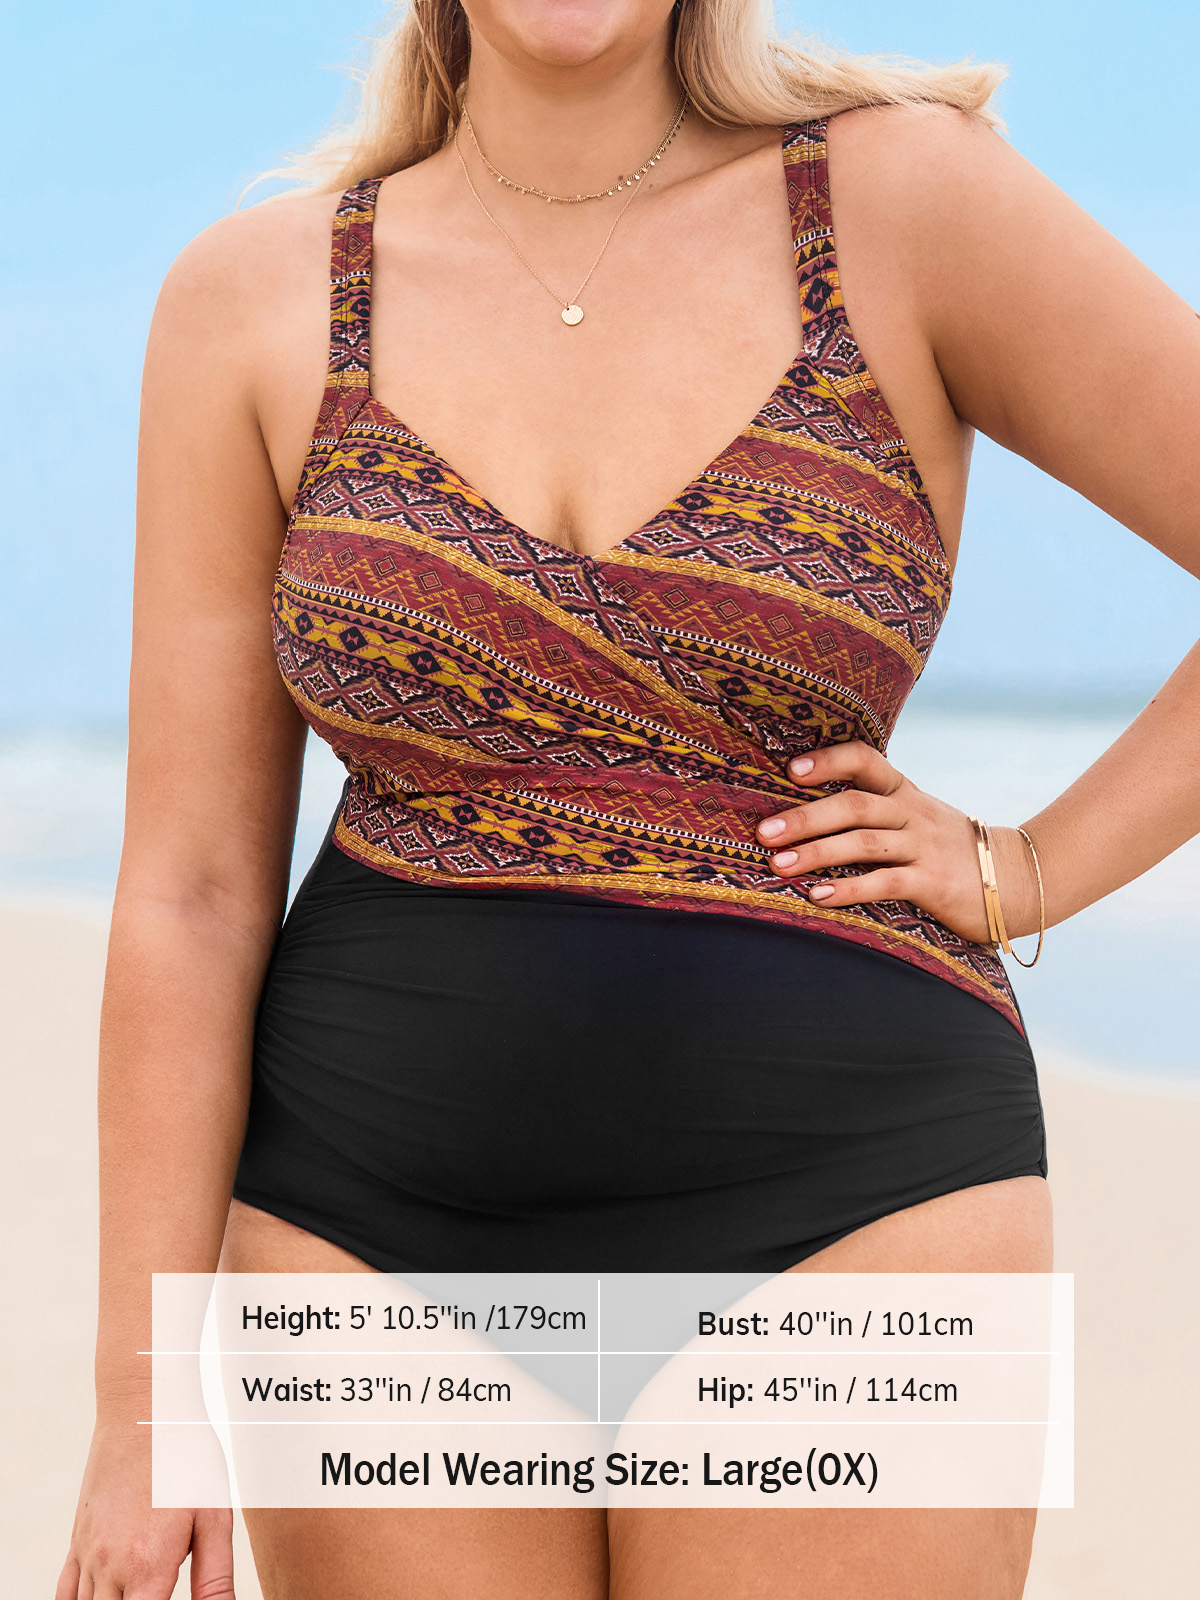 Height: 5' 10.5"in /179cm
Bust: 40"in / 101cm
Waist: 33"in / 84cm
Hip: 45"in / 114cm
Model Wearing Size: Large(0X)